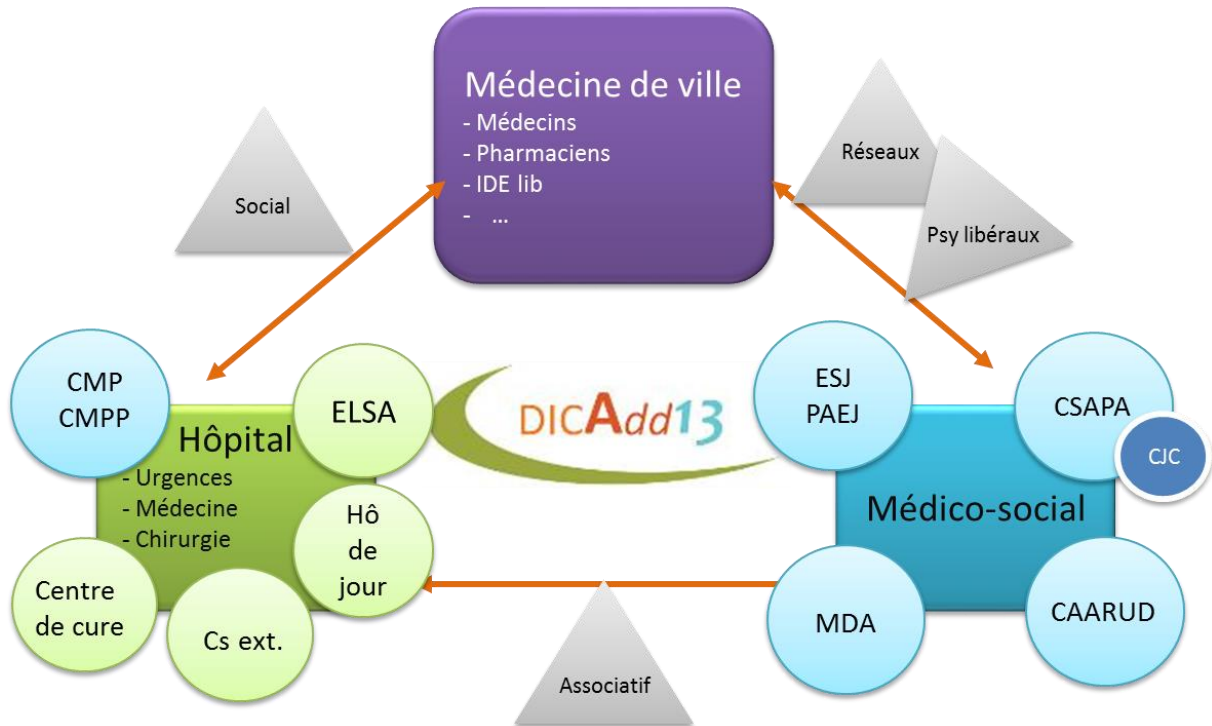 Médecine de ville
- Médecins
- Pharmaciens
- IDE lib
- ...
Social
Réseaux
Psy libéraux
CMP
CMPP
ELSA
Hôpital
- Urgences
- Médecine
- Chirurgie
Hô
de
jour
Centre
de cure
Cs ext.
DICAdd13
ESJ
PAEJ
CSAPA
CJC
Médico-social
MDA
CAARUD
Associatif